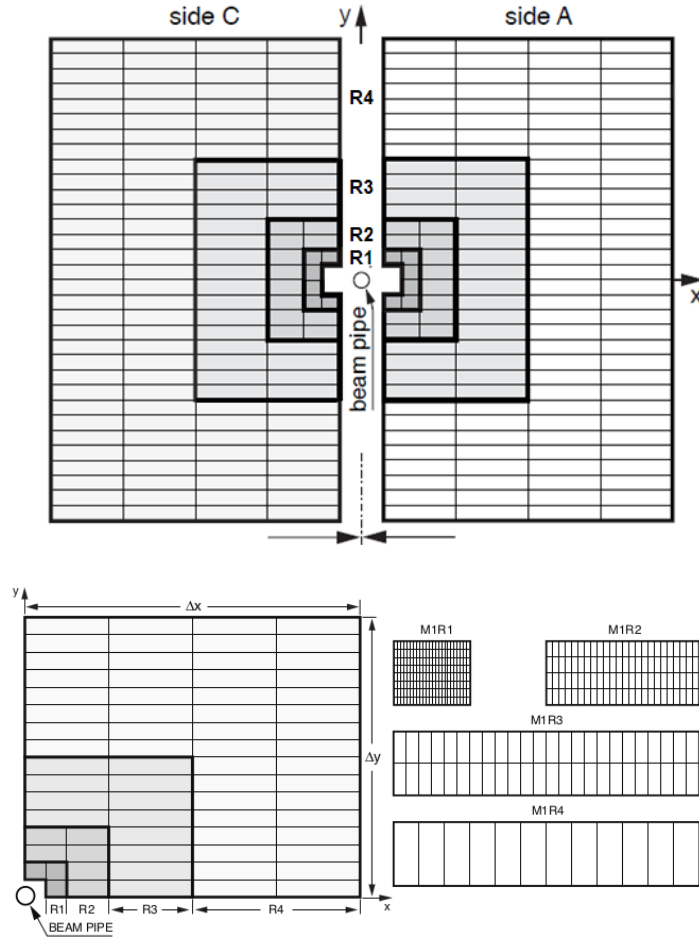 side C
y
side A
R4
R3
R2
R1
x
beam pipe
y
Δx
Δy
R1
R2
R3
R4
x
BEAM PIPE
M1R1
M1R2
M1R3
M1R4